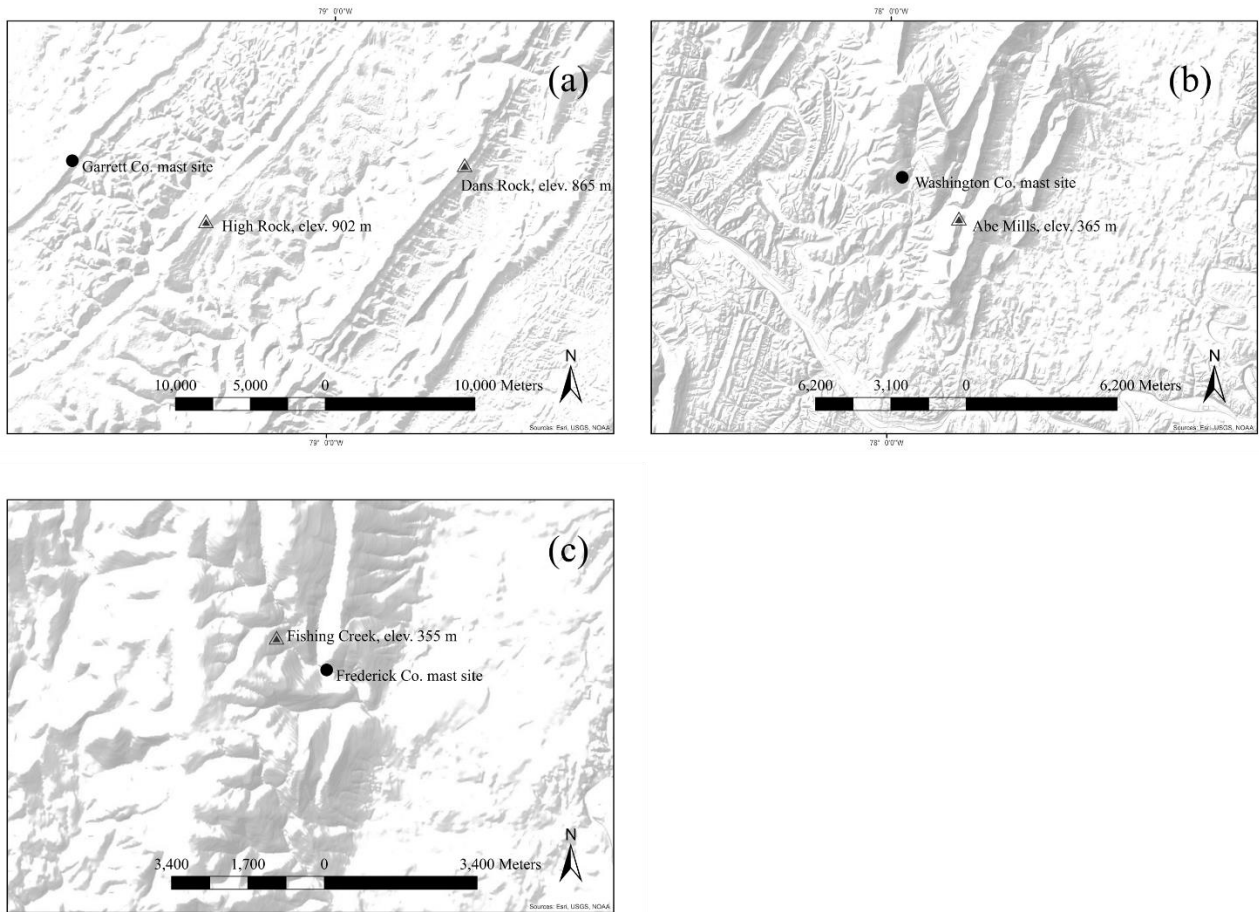 79° 0'0"W
(a)
Garrett Co. mast site
Dans Rock, elev. 865 m
High Rock, elev. 902 m
N
10,000 5,000 0 10,000 Meters
Sources: Esri, USGS, NOAA
79° 0'0"W
78° 0'0"W
(b)
Washington Co. mast site
Abe Mills, elev. 365 m
N
6,200 3,100 0 6,200 Meters
Sources: Esri, USGS, NOAA
78° 0'0"W
(c)
Fishing Creek, elev. 355 m
Frederick Co. mast site
N
3,400 1,700 0 3,400 Meters
Sources: Esri, USGS, NOAA